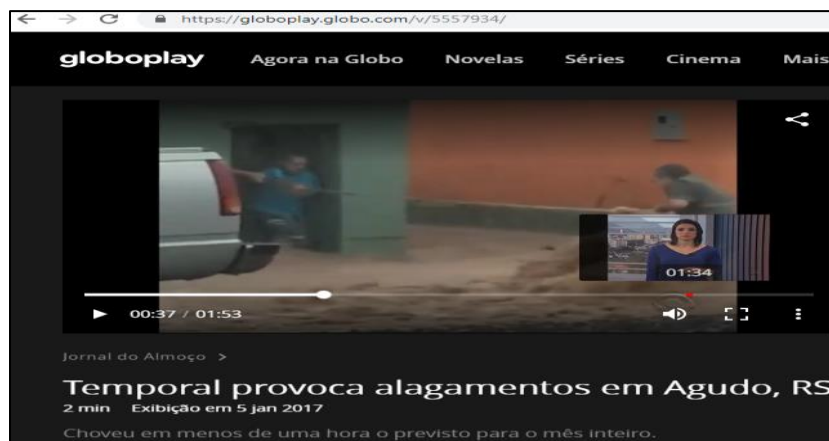 https://globoplay.globo.com/v/5557934/
globoplay Agora na Globo Novelas Séries Cinema Mais
01:34
00:37 / 01:53
Jornal do Almoço >
Temporal provoca alagamentos em Agudo, RS
2 min Exibição em 5 jan 2017
Choveu em menos de uma hora o previsto para o mês inteiro.